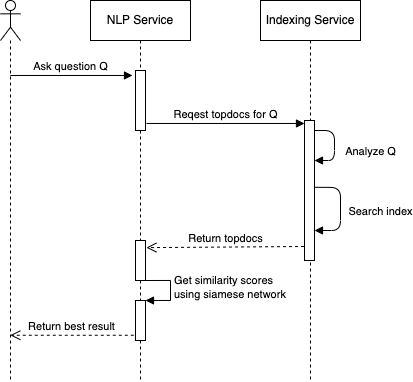 NLP Service
Indexing Service
Ask question Q
Reqest topdocs for Q
Analyze Q
Search index
Return topdocs
Get similarity scores
using siamese network
Return best result